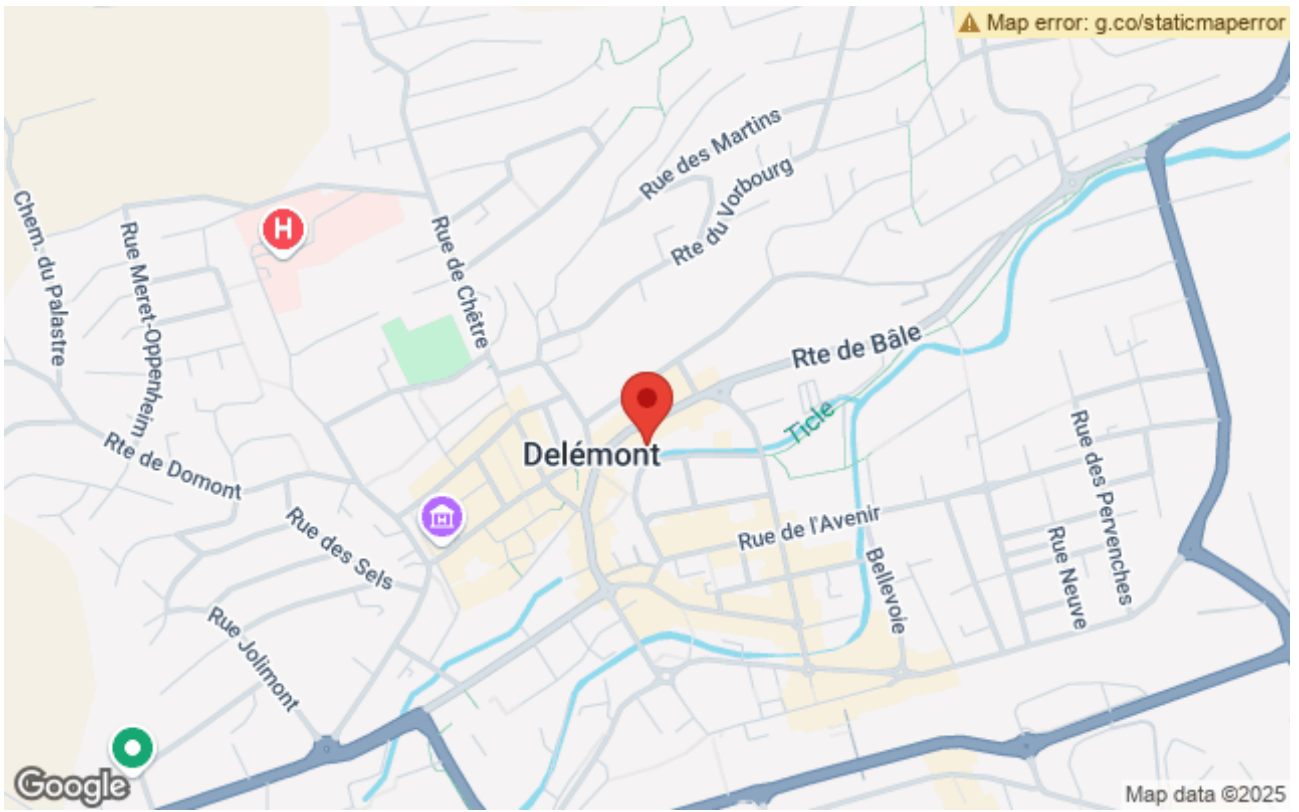 Map error: g.co/staticmaperror
Rue des Martins
Rte du Vorbourg
H
Chem. du Palastre
Rue Meret-Oppenheim
Rue de Chêtre
Rte de Bâle
Ticle
Delémont
Rte de Domont
Rue des Pervenches
Rue de l'Avenir
Rue des Sels
Rue Neuve
Bellevoie
Rue Jolimont
Google
Map data ©2025